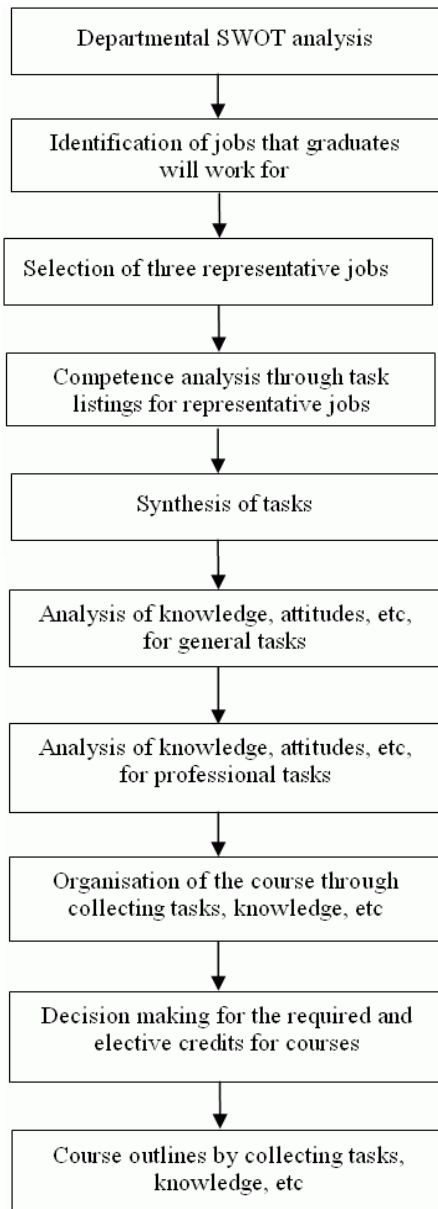 Departmental SWOT analysis
Identification of jobs that graduates
will work for
Selection of three representative jobs
Competence analysis through task
listings for representative jobs
Synthesis of tasks
Analysis of knowledge, attitudes, etc,
for general tasks
Analysis of knowledge, attitudes, etc,
for professional tasks
Organisation of the course through
collecting tasks, knowledge, etc
Decision making for the required and
elective credits for courses
Course outlines by collecting tasks,
knowledge, etc